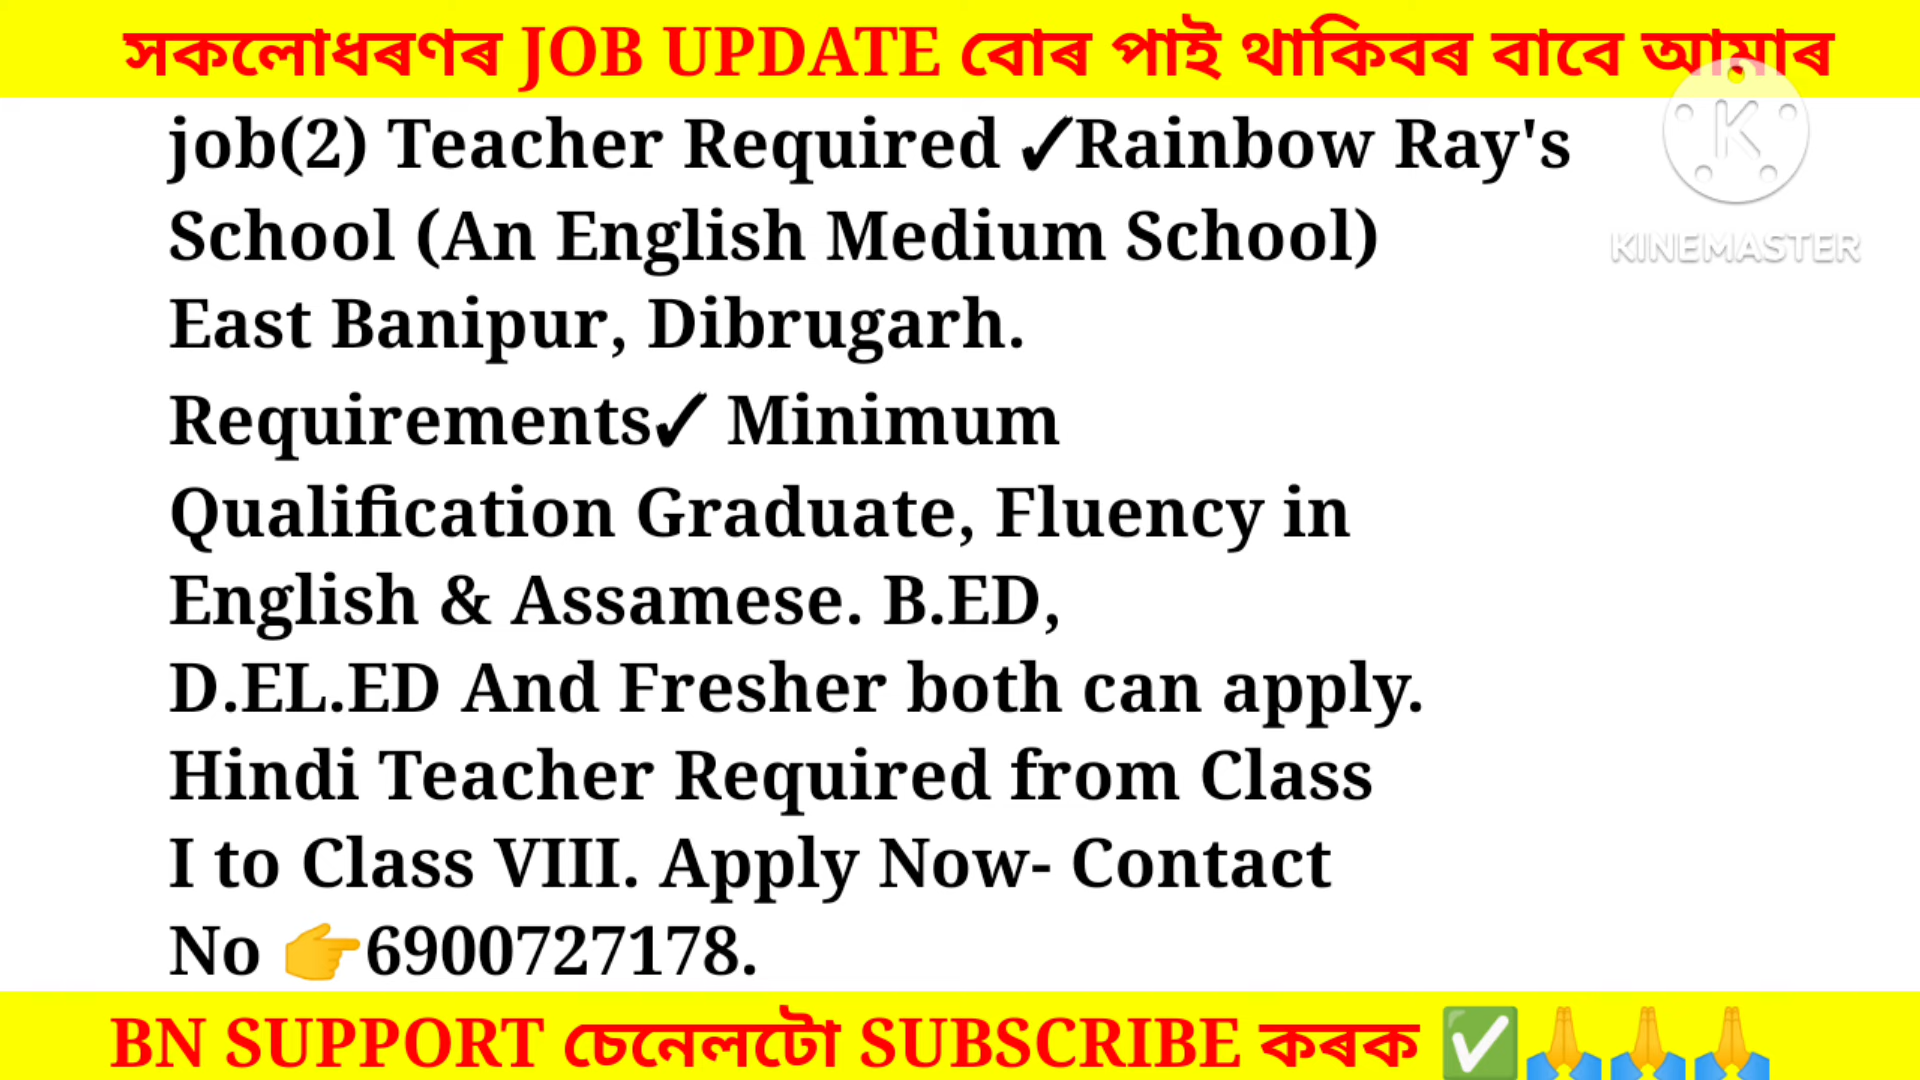 সকলোধৰণৰ JOB UPDATE বোৰ পাই থাকিবৰ বাবে আমাৰ
job(2) Teacher Required ✓Rainbow Ray's
School (An English Medium School)
East Banipur, Dibrugarh.
Requirements✓ Minimum
Qualification Graduate, Fluency in
English & Assamese. B.ED,
D.EL.ED And Fresher both can apply.
Hindi Teacher Required from Class
I to Class VIII. Apply Now- Contact
No 👉6900727178.
BN SUPPORT চেনেলটো SUBSCRIBE কৰক ✅🙏🙏🙏
K
KINEMASTER